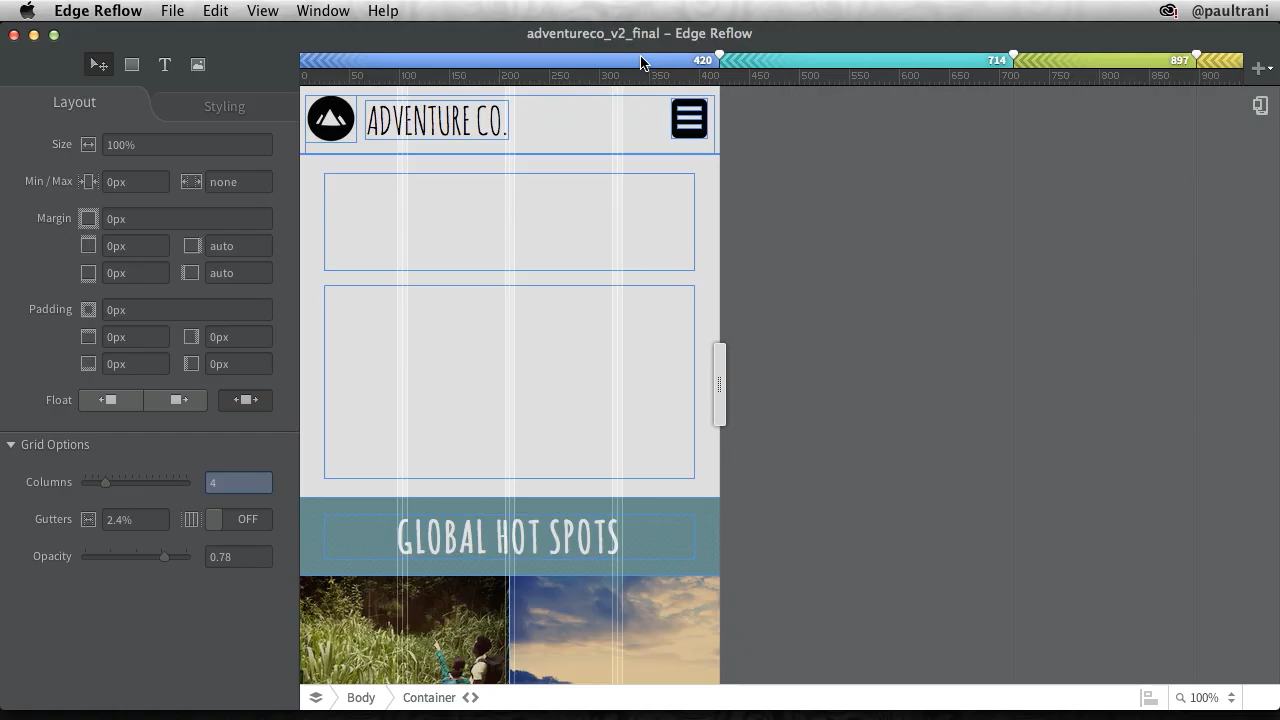 Edge Reflow File Edit View Window Help @paultrani
adventureco_v2_final – Edge Reflow
420 714 897
0 50 100 150 200 250 300 350 400 450 500 550 600 650 700 750 800 850 900
Layout Styling
Size 100%
Min / Max 0px none
Margin 0px
0px auto
0px auto
Padding 0px
0px 0px
0px 0px
Float
Grid Options
Columns 4
Gutters 2.4% OFF
Opacity 0.78
ADVENTURE CO.
GLOBAL HOT SPOTS
Body Container 100%